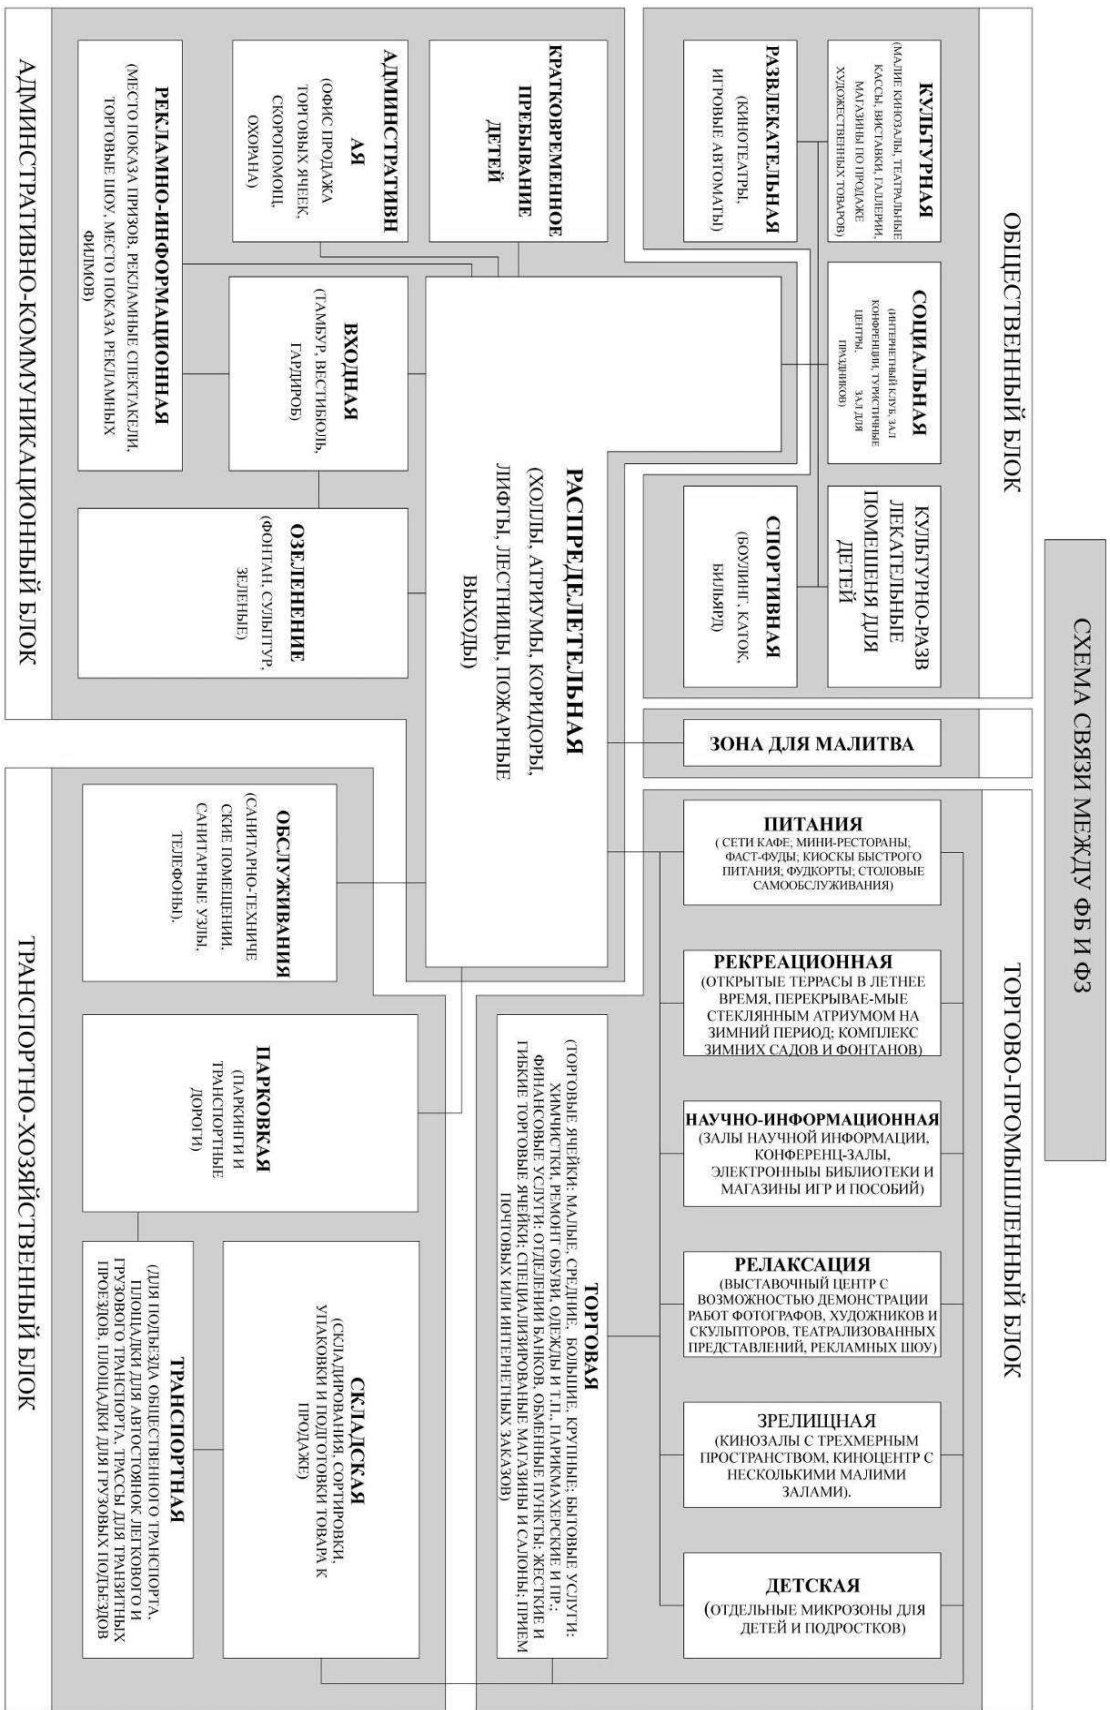 СХЕМА СВЯЗИ МЕЖДУ ФБ И ФЗ
ОБЩЕСТВЕННЫЙ БЛОК
КУЛЬТУРНАЯ
(МАЛИЕ КИНОЗАЛЫ, ТЕАТРАЛЬНЫЕ
КАССЫ, ВИСТАВКИ, ГАЛЛЕРИИ,
МАГАЗИНЫ ПО ПРОДАЖЕ
ХУДОЖЕСТВЕННЫХ ТОВАРОВ)
СОЦИАЛЬНАЯ
(ИНТЕРНЕТНЫЙ КЛУБ, ЗАЛ
КОНФЕРЕНЦИИ, ТУРИСТИЧНЫЕ
ЦЕНТРЫ, ЗАЛ ДЛЯ
ПРАЗДНИКОВ)
КУЛЬТУРНО-РАЗВ
ЛЕКАТЕЛЬНЫЕ
ПОМЕШЕНЯ ДЛЯ
ДЕТЕЙ
РАЗВЛЕКАТЕЛЬНАЯ
(КИНОТЕАТРЫ,
ИГРОВЫЕ АВТОМАТЫ)
СПОРТИВНАЯ
(БОУЛИНГ, КАТОК,
БИЛЬЯРД)
ЗОНА ДЛЯ МАЛИТВА
ТОРГОВО-ПРОМЫШЛЕННЫЙ БЛОК
ПИТАНИЯ
( СЕТИ КАФЕ; МИНИ-РЕСТОРАНЫ,
ФАСТ-ФУДЫ; КИОСКЫ БЫСТРОГО
ПИТАНИЯ; ФУДКОРТЫ; СТОЛОВЫЕ
САМООБСЛУЖИВАНИЯ)
РЕКРЕАЦИОННАЯ
(ОТКРЫТЫЕ ТЕРРАСЫ В ЛЕТНЕЕ
ВРЕМЯ, ПЕРЕКРЫВАЕ-МЫЕ
СТЕКЛЯННЫМ АТРИУМОМ НА
ЗИМНИЙ ПЕРИОД; КОМПЛЕКС
ЗИМНИХ САДОВ И ФОНТАНОВ)
НАУЧНО-ИНФОРМАЦИОННАЯ
(ЗАЛЫ НАУЧНОЙ ИНФОРМАЦИИ,
КОНФЕРЕНЦ-ЗАЛЫ,
ЭЛЕКТРОННЫЫ БИБЛИОТЕКИ И
МАГАЗИНЫ ИГР И ПОСОБИЙ)
РЕЛАКСАЦИЯ
(ВЫСТАВОЧНЫЙ ЦЕНТР С
ВОЗМОЖНОСТЬЮ ДЕМОНСТРАЦИИ
РАБОТ ФОТОГРАФОВ, ХУДОЖНИКОВ И
СКУЛЬПТОРОВ, ТЕАТРАЛИЗОВАННЫХ
ПРЕДСТАВЛЕНИЙ, РЕКЛАМНЫХ ШОУ)
ЗРЕЛИЩНАЯ
(КИНОЗАЛЫ С ТРЕХМЕРНЫМ
ПРОСТРАНСТВОМ, КИНОЦЕНТР С
НЕСКОЛЬКИМИ МАЛИМИ
ЗАЛАМИ).
ДЕТСКАЯ
(ОТДЕЛЬНЫЕ МИКРОЗОНЫ ДЛЯ
ДЕТЕЙ И ПОДРОСТКОВ)
ТОРГОВАЯ
(ТОРГОВЫЕ ЯЧЕЙКИ: МАЛЫЕ, СРЕДНИЕ, БОЛЬШИЕ, КРУПНЫЕ; БЫТОВЫЕ УСЛУГИ:
ХИМЧИСТКИ, РЕМОНТ ОБУВИ, ОДЕЖДЫ И Т.П., ПАРИКМАХЕРСКИЕ И ПР.;
ФИНАНСОВЫЕ УСЛУГИ: ОТДЕЛЕНИИ БАНКОВ, ОБМЕННЫЕ ПУНКТЫ; ЖЕСТКИЕ И
ГИБКИЕ ТОРГОВЫЕ ЯЧЕЙКИ; СПЕЦИАЛИЗИРОВАНЫЕ МАГАЗИНЫ И САЛОНЫ; ПРИЕМ
ПОЧТОВЫХ ИЛИ ИНТЕРНЕТНЫХ ЗАКАЗОВ)
КРАТКОВРЕМЕННОЕ
ПРЕБЫВАНИЕ
ДЕТЕЙ
АДМИНСТРАТИВН
АЯ
(ОФИС ПРОДАЖА
ТОРГОВЫХ ЯЧЕЕК,
СКОРОПОМОЩ,
ОХОРАНА)
РЕКЛАМНО-ИНФОРМАЦИОННАЯ
(МЕСТО ПОКАЗА ПРИЗОВ, РЕКЛАМНЫЕ СПЕКТАКЕЛИ,
ТОРГОВЫЕ ШОУ, МЕСТО ПОКАЗА РЕКЛАМНЫХ
ФИЛМОВ)
РАСПРЕДЕЛЕТЕЛЬНАЯ
(ХОЛЛЫ, АТРИУМЫ, КОРИДОРЫ,
ЛИФТЫ, ЛЕСТНИЦЫ, ПОЖАРНЫЕ
ВЫХОДЫ)
ВХОДНАЯ
(ТАМБУР, ВЕСТИБЮЛЬ,
ГАРДИРОБ)
ОЗЕЛЕНЕНИЕ
(ФОНТАН, СУЛЬПТУР,
ЗЕЛЕНЫЕ)
АДМИНСТРАТИВНО-КОММУНИКАЦИОННЫЙ БЛОК
ОБСЛУЖИВАНИЯ
(САНИТАРНО-ТЕХНИЧЕ
СКИЕ ПОМЕЩЕНИИ,
САНИТАРНЫЕ УЗЛЫ,
ТЕЛЕФОНЫ).
ПАРКОВКАЯ
(ПАРКИНГИ И
ТРАНСПОРТНЫЕ
ДОРОГИ)
СКЛАДСКАЯ
(СКЛАДИРОВАНИЯ, СОРТИРОВКИ,
УПАКОВКИ И ПОДГОТОВКИ ТОВАРА К
ПРОДАЖЕ)
ТРАНСПОРТНАЯ
(ДЛЯ ПОДЪЕЗДА ОБЩЕСТВЕННОГО ТРАНСПОРТА,
ПЛОЩАДКИ ДЛЯ АВТОСТОЯНОК ЛЕГКОВОГО И
ГРУЗОВОГО ТРАНСПОРТА, ТРАССЫ ДЛЯ ТРАНЗИТНЫХ
ПРОЕЗДОВ, ПЛОЩАДКИ ДЛЯ ГРУЗОВЫХ ПОДЪЕЗДОВ
ТРАНСПОРТНО-ХОЗЯЙСТВЕННЫЙ БЛОК